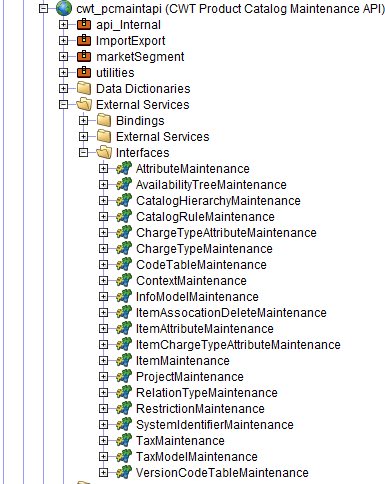 cwt_pcmaintapi (CWT Product Catalog Maintenance API)
api_Internal
ImportExport
marketSegment
utilities
Data Dictionaries
External Services
Bindings
External Services
Interfaces
AttributeMaintenance
AvailabilityTreeMaintenance
CatalogHierarchyMaintenance
CatalogRuleMaintenance
ChargeTypeAttributeMaintenance
ChargeTypeMaintenance
CodeTableMaintenance
ContextMaintenance
InfoModelMaintenance
ItemAssocationDeleteMaintenance
ItemAttributeMaintenance
ItemChargeTypeAttributeMaintenance
ItemMaintenance
ProjectMaintenance
RelationTypeMaintenance
RestrictionMaintenance
SystemIdentifierMaintenance
TaxMaintenance
TaxModelMaintenance
VersionCodeTableMaintenance